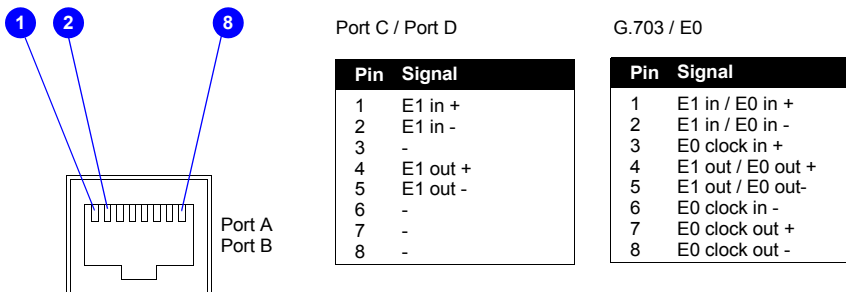 1 2 8
Port A
Port B
Port C / Port D
Pin Signal
1 E1 in +
2 E1 in -
3 -
4 E1 out +
5 E1 out -
6 -
7 -
8 -
G.703 / E0
Pin Signal
1 E1 in / E0 in +
2 E1 in / E0 in -
3 E0 clock in +
4 E1 out / E0 out +
5 E1 out / E0 out-
6 E0 clock in -
7 E0 clock out +
8 E0 clock out -